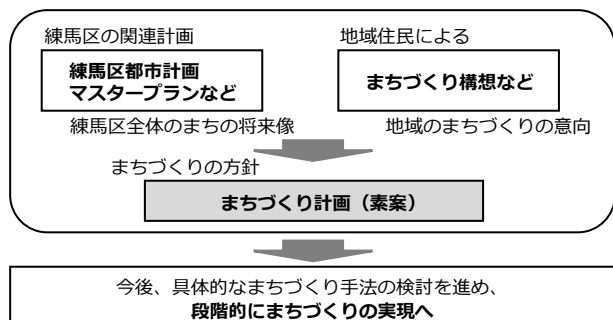 練馬区の関連計画
地域住民による
練馬区都市計画
マスタープランなど
まちづくり構想など
練馬区全体のまちの将来像
地域のまちづくりの意向
まちづくりの方針
まちづくり計画（素案）
今後、具体的なまちづくり手法の検討を進め、
段階的にまちづくりの実現へ